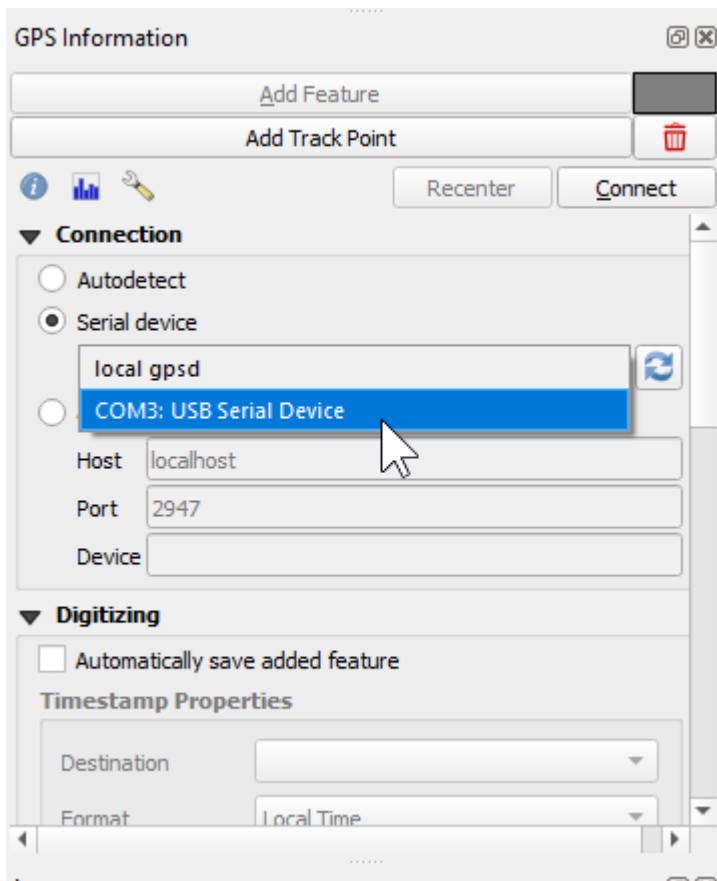 GPS Information
Add Feature
Add Track Point
Recenter Connect
Connection
Autodetect
Serial device
local gpsd
COM3: USB Serial Device
Host localhost
Port 2947
Device
Digitizing
Automatically save added feature
Timestamp Properties
Destination
Format Local Time